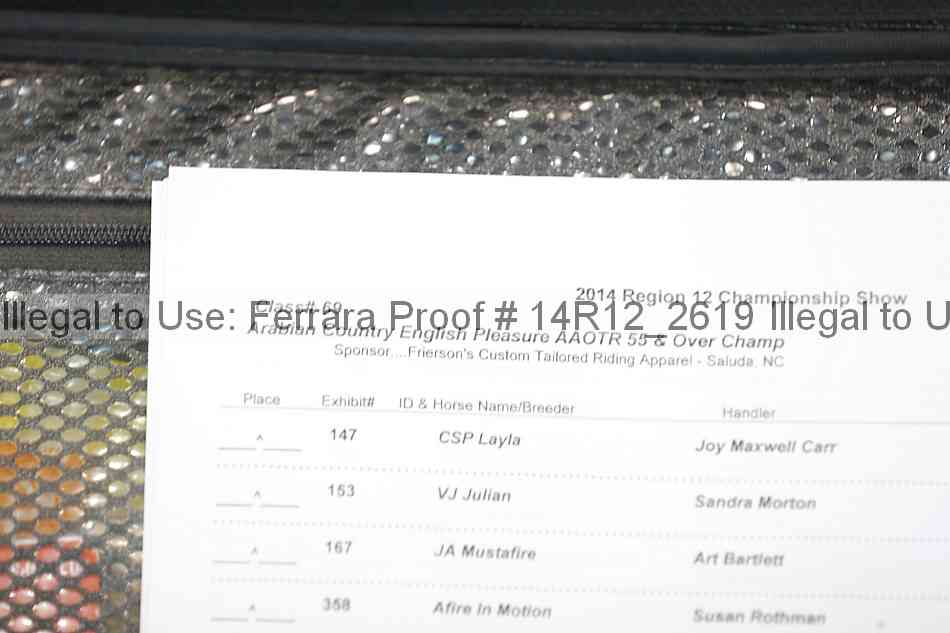 2014 Region 12 Championship Show
Class# 69
Illegal to Use: Ferrara Proof # 14R12_2619 Illegal to U
Arabian Country English Pleasure AAOTR 55 & Over Champ
Sponsor....Frierson's Custom Tailored Riding Apparel - Saluda, NC
Place Exhibit# ID & Horse Name/Breeder Handler
^ 147 CSP Layla Joy Maxwell Carr
^ 153 VJ Julian Sandra Morton
^ 167 JA Mustafire Art Bartlett
^ 358 Afire In Motion Susan Rothman